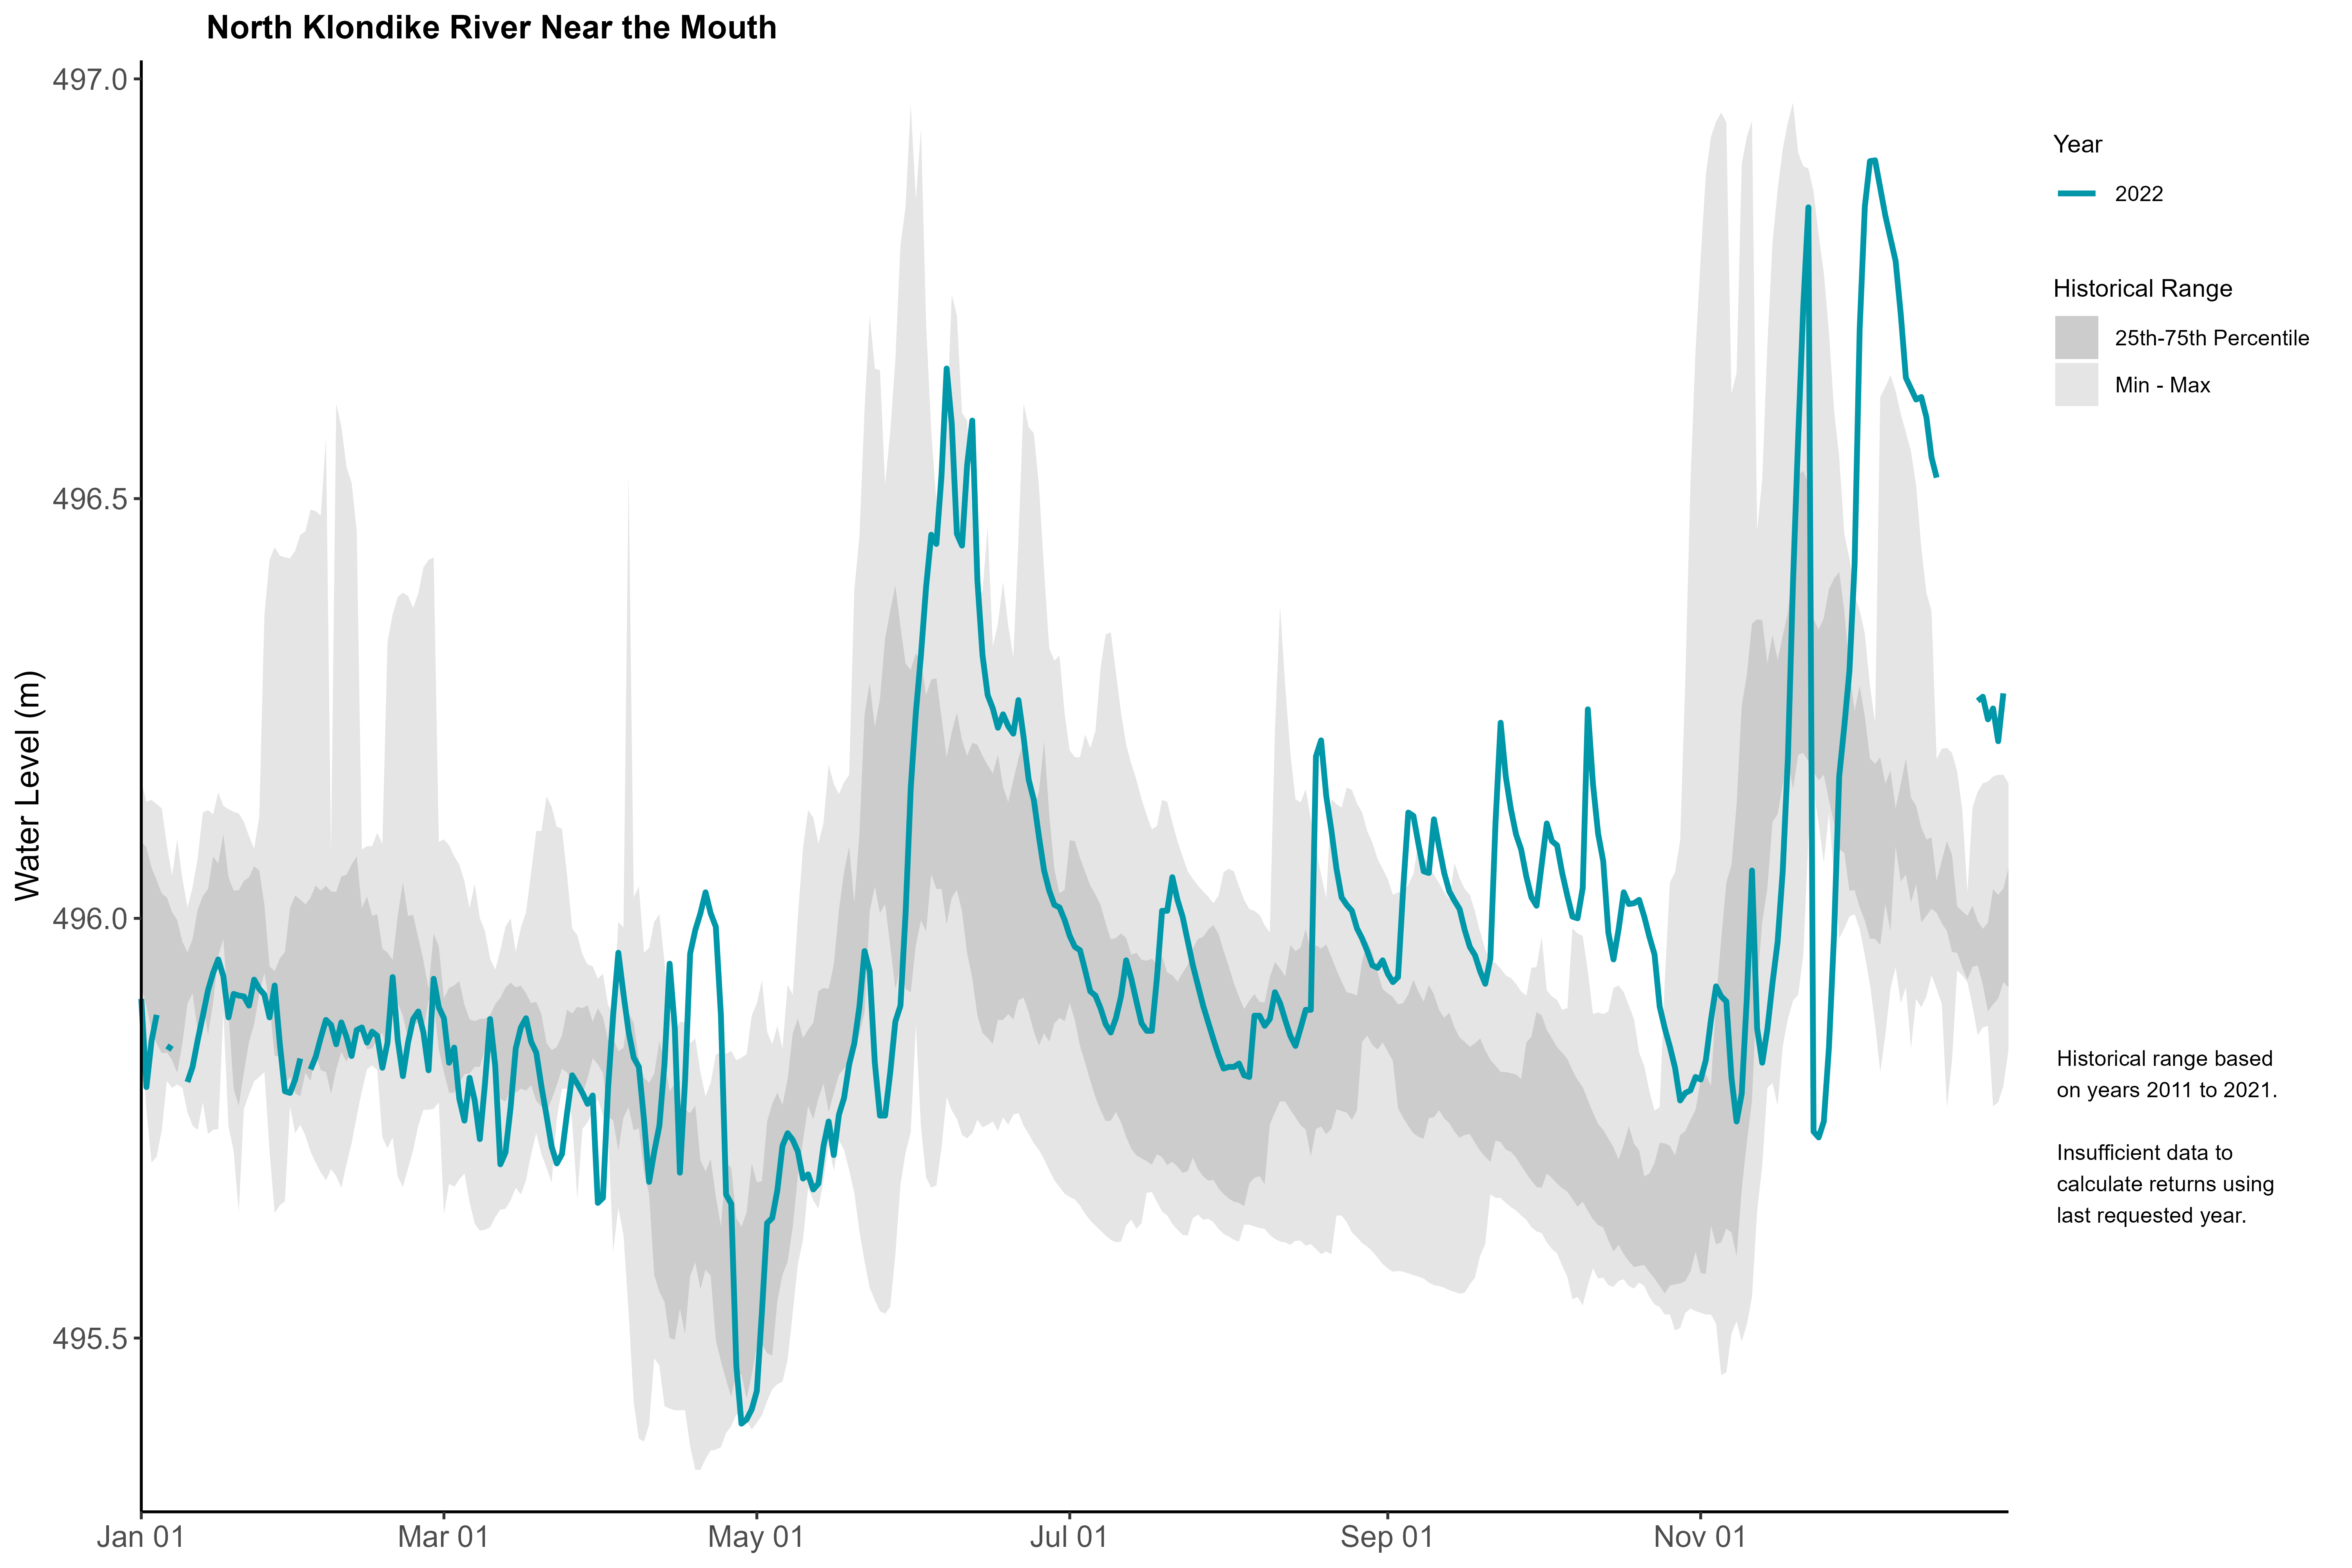 North Klondike River Near the Mouth
497.0
496.5
496.0
495.5
Water Level (m)
Jan 01
Mar 01
May 01
Jul 01
Sep 01
Nov 01
Year
2022
Historical Range
25th-75th Percentile
Min - Max
Historical range based
on years 2011 to 2021.
Insufficient data to
calculate returns using
last requested year.